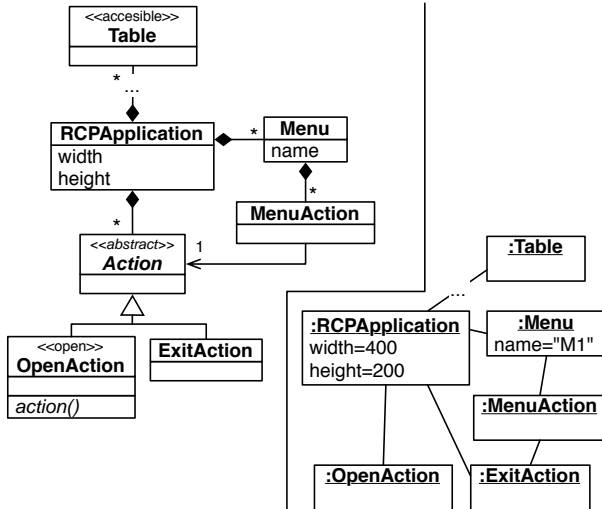 <<accesible>>
Table
*
...
RCPApplication
width
height
*
Menu
name
*
*
MenuAction
1
<<abstract>>
Action
<<open>>
OpenAction
action()
ExitAction
:Table
...
:RCPApplication
width=400
height=200
:Menu
name="M1"
:MenuAction
:OpenAction
:ExitAction